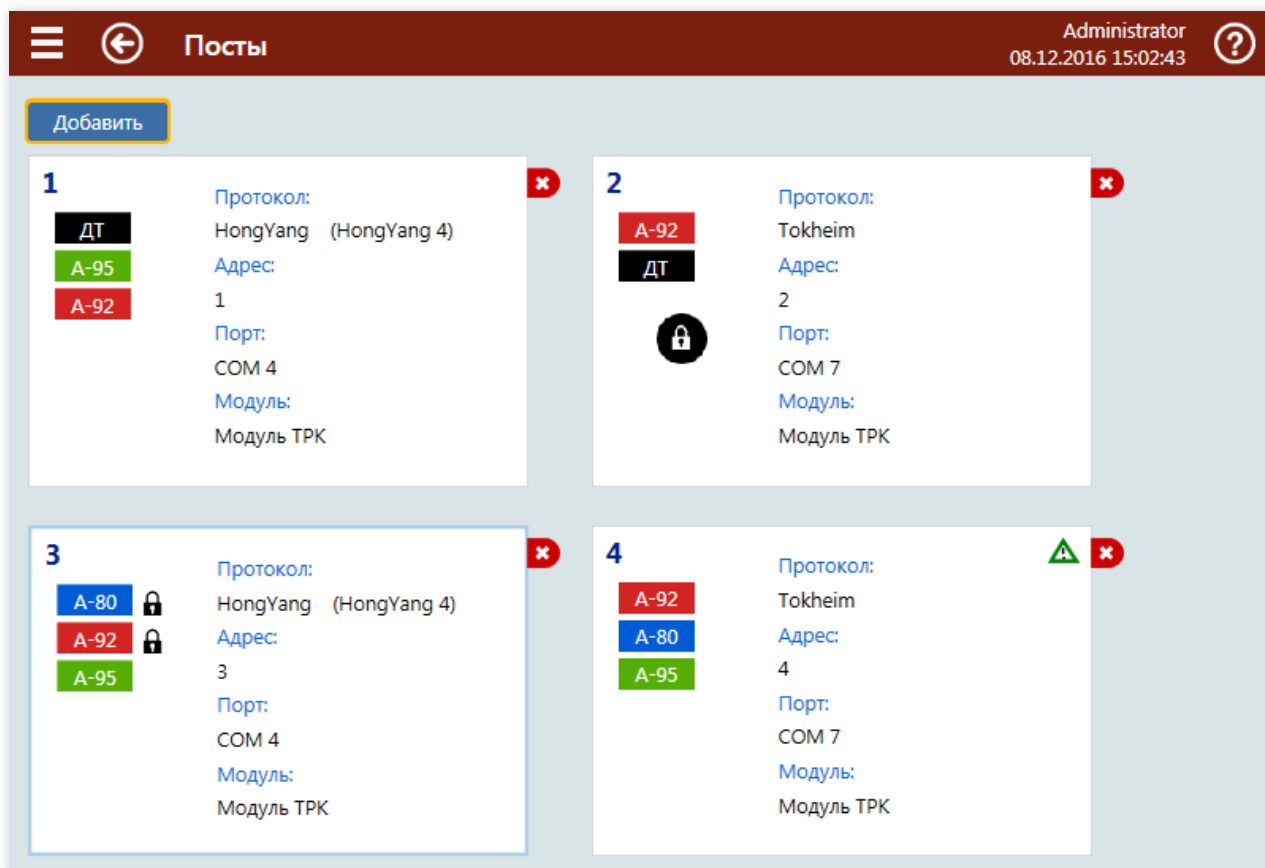 Посты
Administrator
08.12.2016 15:02:43
Добавить
1
ДТ
А-95
А-92
Протокол:
HongYang (HongYang 4)
Адрес:
1
Порт:
COM 4
Модуль:
Модуль ТРК
2
А-92
ДТ
Протокол:
Tokheim
Адрес:
2
Порт:
COM 7
Модуль:
Модуль ТРК
3
А-80
А-92
А-95
Протокол:
HongYang (HongYang 4)
Адрес:
3
Порт:
COM 4
Модуль:
Модуль ТРК
4
А-92
А-80
А-95
Протокол:
Tokheim
Адрес:
4
Порт:
COM 7
Модуль:
Модуль ТРК